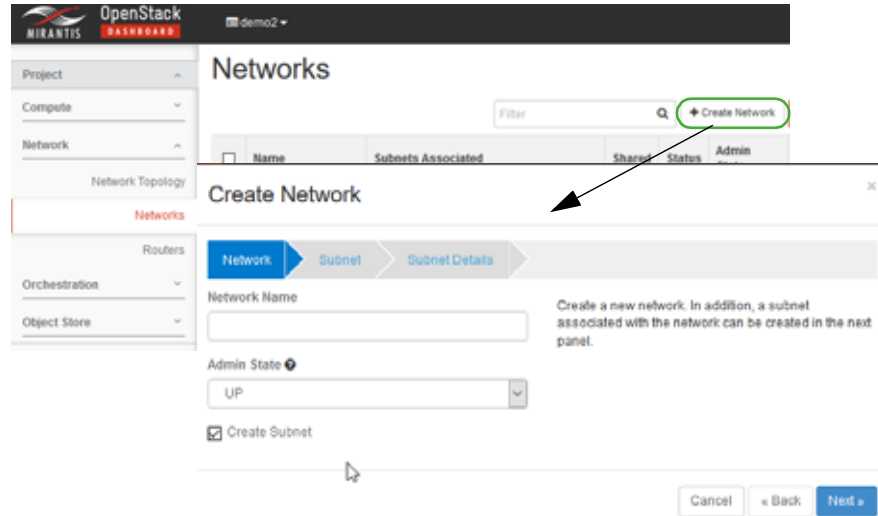 MIRANTIS
OpenStack
DASHBOARD
demo2
Project
Compute
Network
Network Topology
Networks
Routers
Orchestration
Object Store
Networks
Filter
+ Create Network
Name Subnets Associated Shared Status Admin
Create Network
×
Network Subnet Subnet Details
Network Name
Admin State
UP
Create Subnet
Create a new network. In addition, a subnet
associated with the network can be created in the next
panel.
Cancel « Back Next »